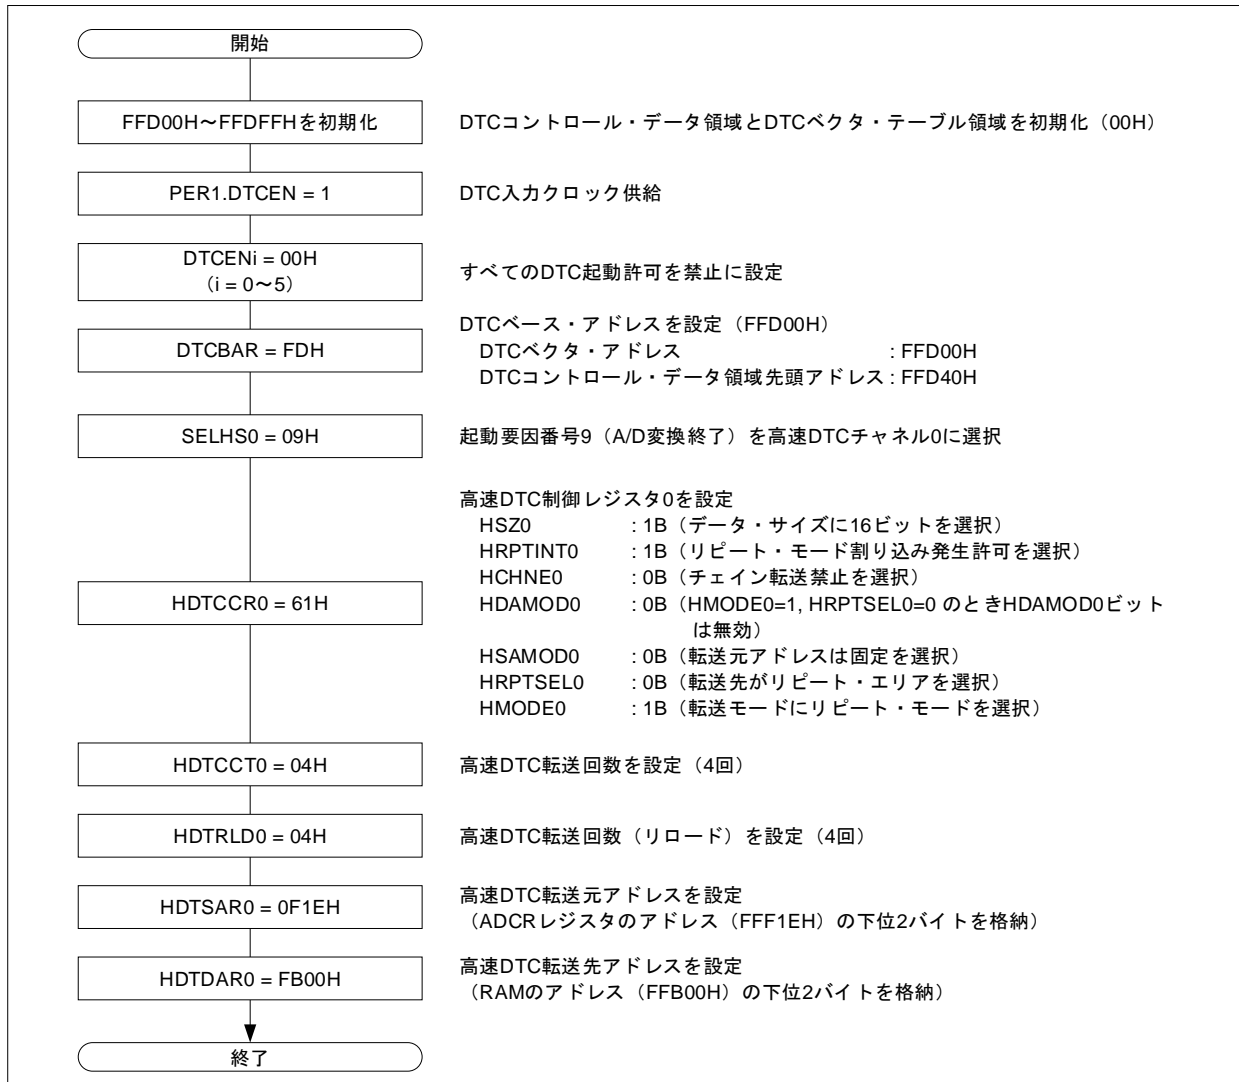 開始
FFD00H～FFDFFHを初期化
DTCコントロール・データ領域とDTCベクタ・テーブル領域を初期化（00H）
PER1.DTCEN = 1
DTC入力クロック供給
DTCENi = 00H
（i = 0～5）
すべてのDTC起動許可を禁止に設定
DTCBAR = FDH
DTCベース・アドレスを設定（FFD00H）
DTCベクタ・アドレス : FFD00H
DTCコントロール・データ領域先頭アドレス : FFD40H
SELHS0 = 09H
起動要因番号9（A/D変換終了）を高速DTCチャネル0に選択
HDTCCR0 = 61H
高速DTC制御レジスタ0を設定
HSZ0 : 1B（データ・サイズに16ビットを選択）
HRPTINT0 : 1B（リピート・モード割り込み発生許可を選択）
HCHNE0 : 0B（チェイン転送禁止を選択）
HDAMOD0 : 0B（HMODE0=1, HRPTSEL0=0 のときHDAMOD0ビット
は無効）
HSAMOD0 : 0B（転送元アドレスは固定を選択）
HRPTSEL0 : 0B（転送先がリピート・エリアを選択）
HMODE0 : 1B（転送モードにリピート・モードを選択）
HDTCCT0 = 04H
高速DTC転送回数を設定（4回）
HDTRLD0 = 04H
高速DTC転送回数（リロード）を設定（4回）
HDTSAR0 = 0F1EH
高速DTC転送元アドレスを設定
（ADCRレジスタのアドレス（FFF1EH）の下位2バイトを格納）
HDTDAR0 = FB00H
高速DTC転送先アドレスを設定
（RAMのアドレス（FFB00H）の下位2バイトを格納）
終了